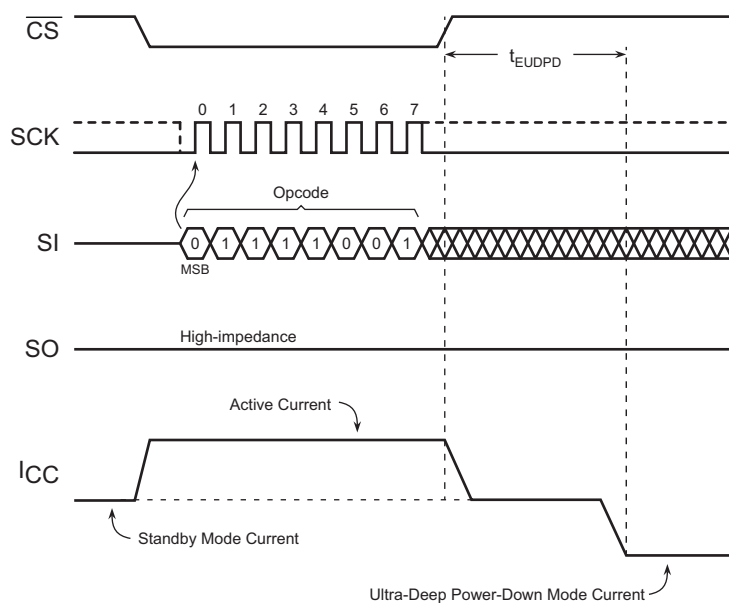 CS
tEUDPD
0 1 2 3 4 5 6 7
SCK
Opcode
SI
0 1 1 1 1 0 0 1
MSB
High-impedance
SO
Active Current
ICC
Standby Mode Current
Ultra-Deep Power-Down Mode Current